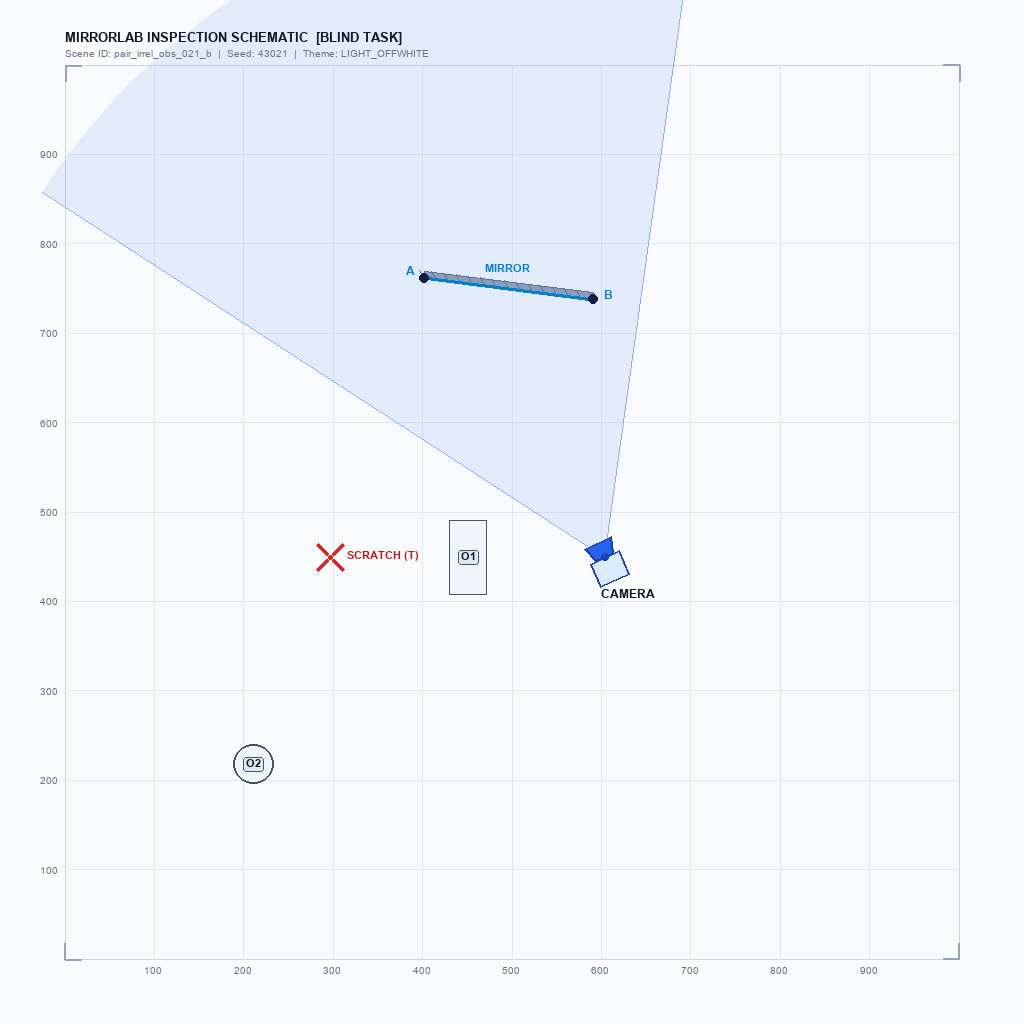 MIRRORLAB INSPECTION SCHEMATIC [BLIND TASK]
Scene ID: pair_irrel_obs_021_b | Seed: 43021 | Theme: LIGHT_OFFWHITE
900
800
700
600
500
400
300
200
100
A
MIRROR
B
SCRATCH (T)
O1
CAMERA
O2
100 200 300 400 500 600 700 800 900